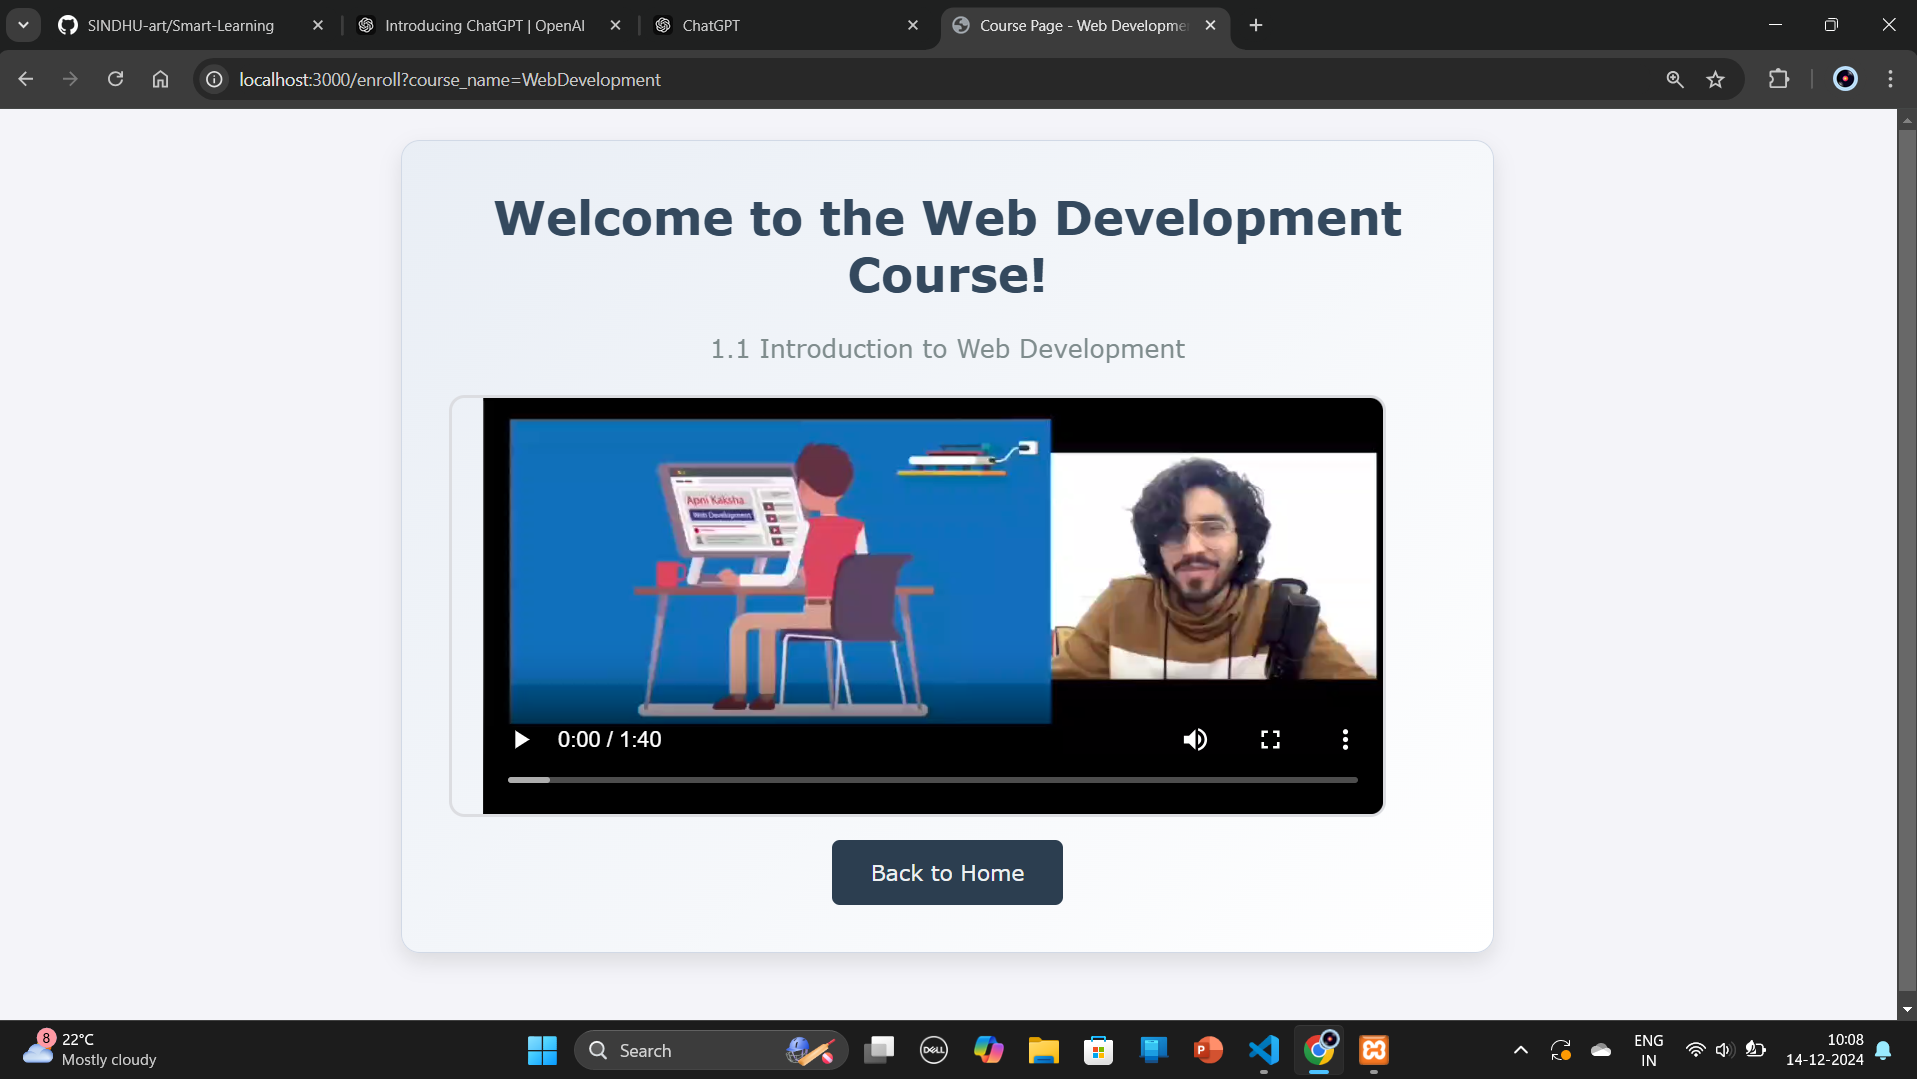 SINDHU-art/Smart-Learning
Introducing ChatGPT | OpenAI
ChatGPT
Course Page - Web Developme
localhost:3000/enroll?course_name=WebDevelopment
Welcome to the Web Development
Course!
1.1 Introduction to Web Development
Apni Kaksha
Web Development
0:00 / 1:40
Back to Home
8
22°C
Mostly cloudy
Search
DELL
P
ENG
IN
10:08
14-12-2024